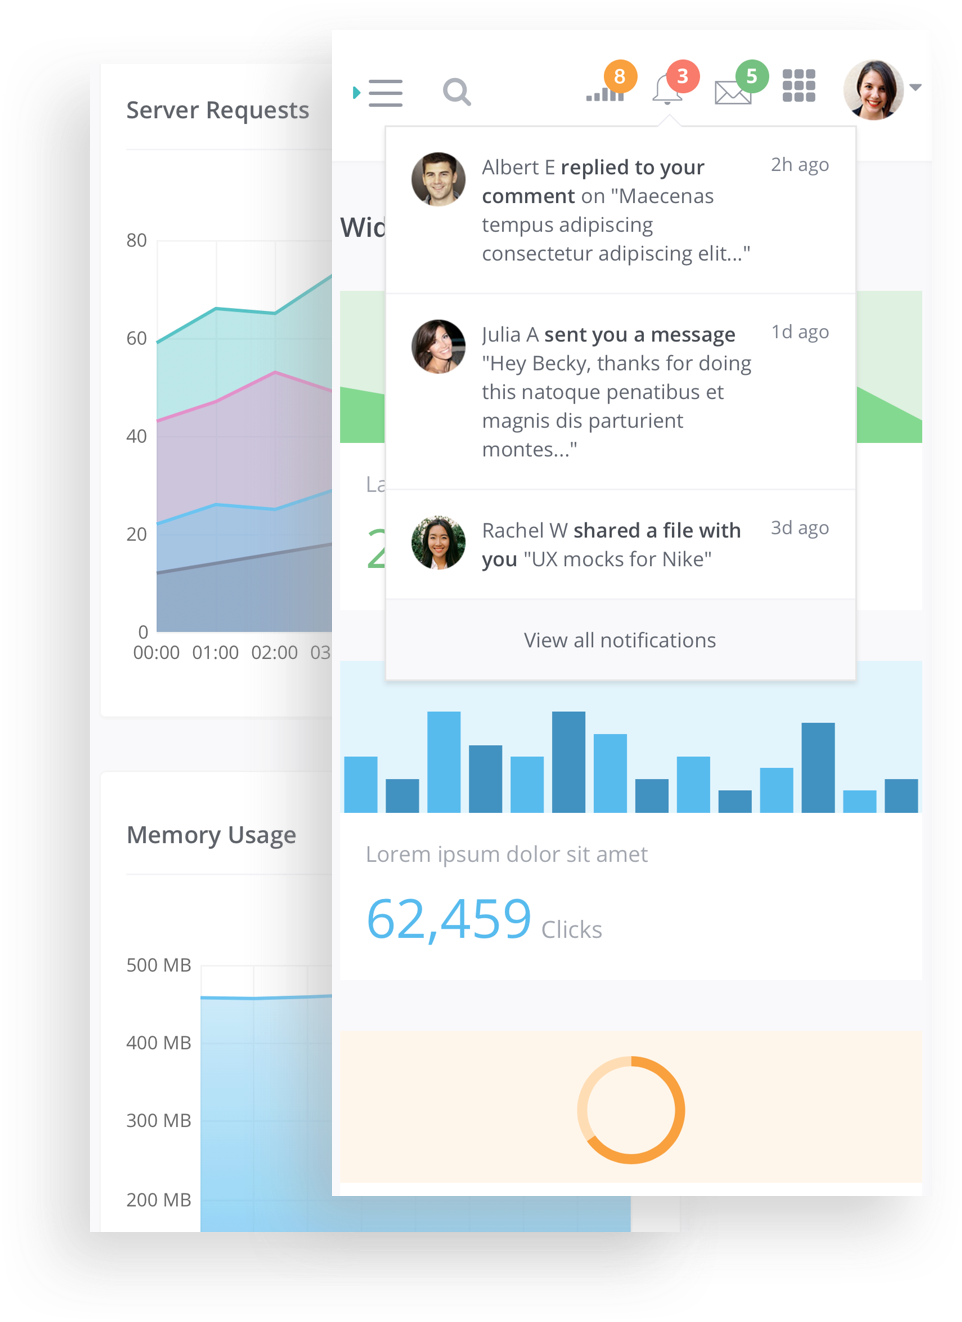 Server Requests
80
60
40
20
0
00:00 01:00 02:00 03
Memory Usage
500 MB
400 MB
300 MB
200 MB
8
3
5
Albert E replied to your
comment on "Maecenas
tempus adipiscing
consectetur adipiscing elit..."
2h ago
Julia A sent you a message
"Hey Becky, thanks for doing
this natoque penatibus et
magnis dis parturient
montes..."
1d ago
Rachel W shared a file with
you "UX mocks for Nike"
3d ago
View all notifications
Lorem ipsum dolor sit amet
62,459 Clicks